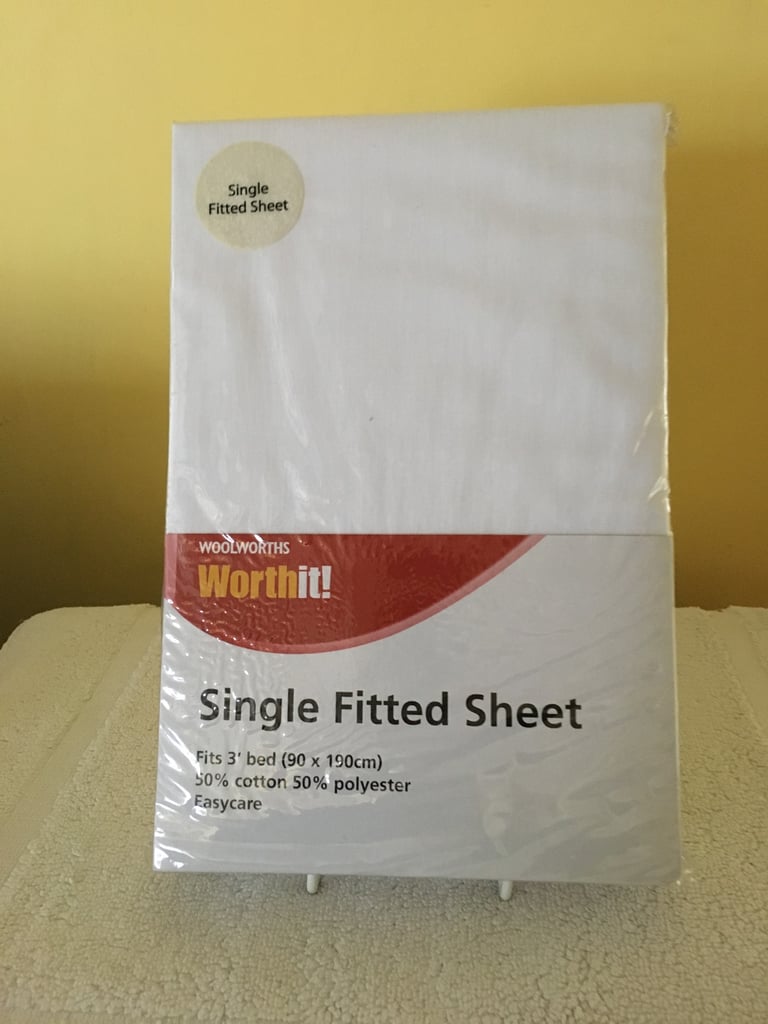 Single
Fitted Sheet
WOOLWORTHS
Worthit!
Single Fitted Sheet
Fits 3' bed (90 x 190cm)
50% cotton 50% polyester
Easycare